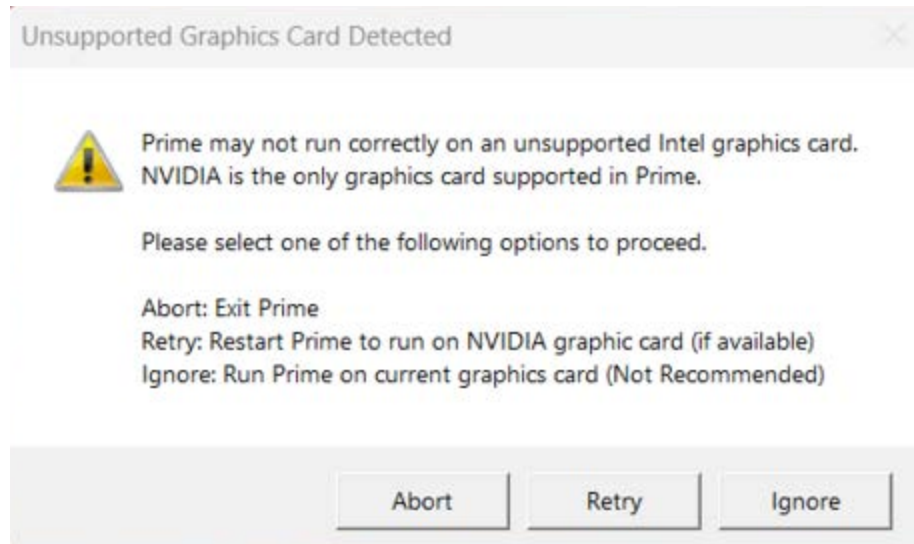 Unsupported Graphics Card Detected
Prime may not run correctly on an unsupported Intel graphics card.
NVIDIA is the only graphics card supported in Prime.
Please select one of the following options to proceed.
Abort: Exit Prime
Retry: Restart Prime to run on NVIDIA graphic card (if available)
Ignore: Run Prime on current graphics card (Not Recommended)
Abort Retry Ignore